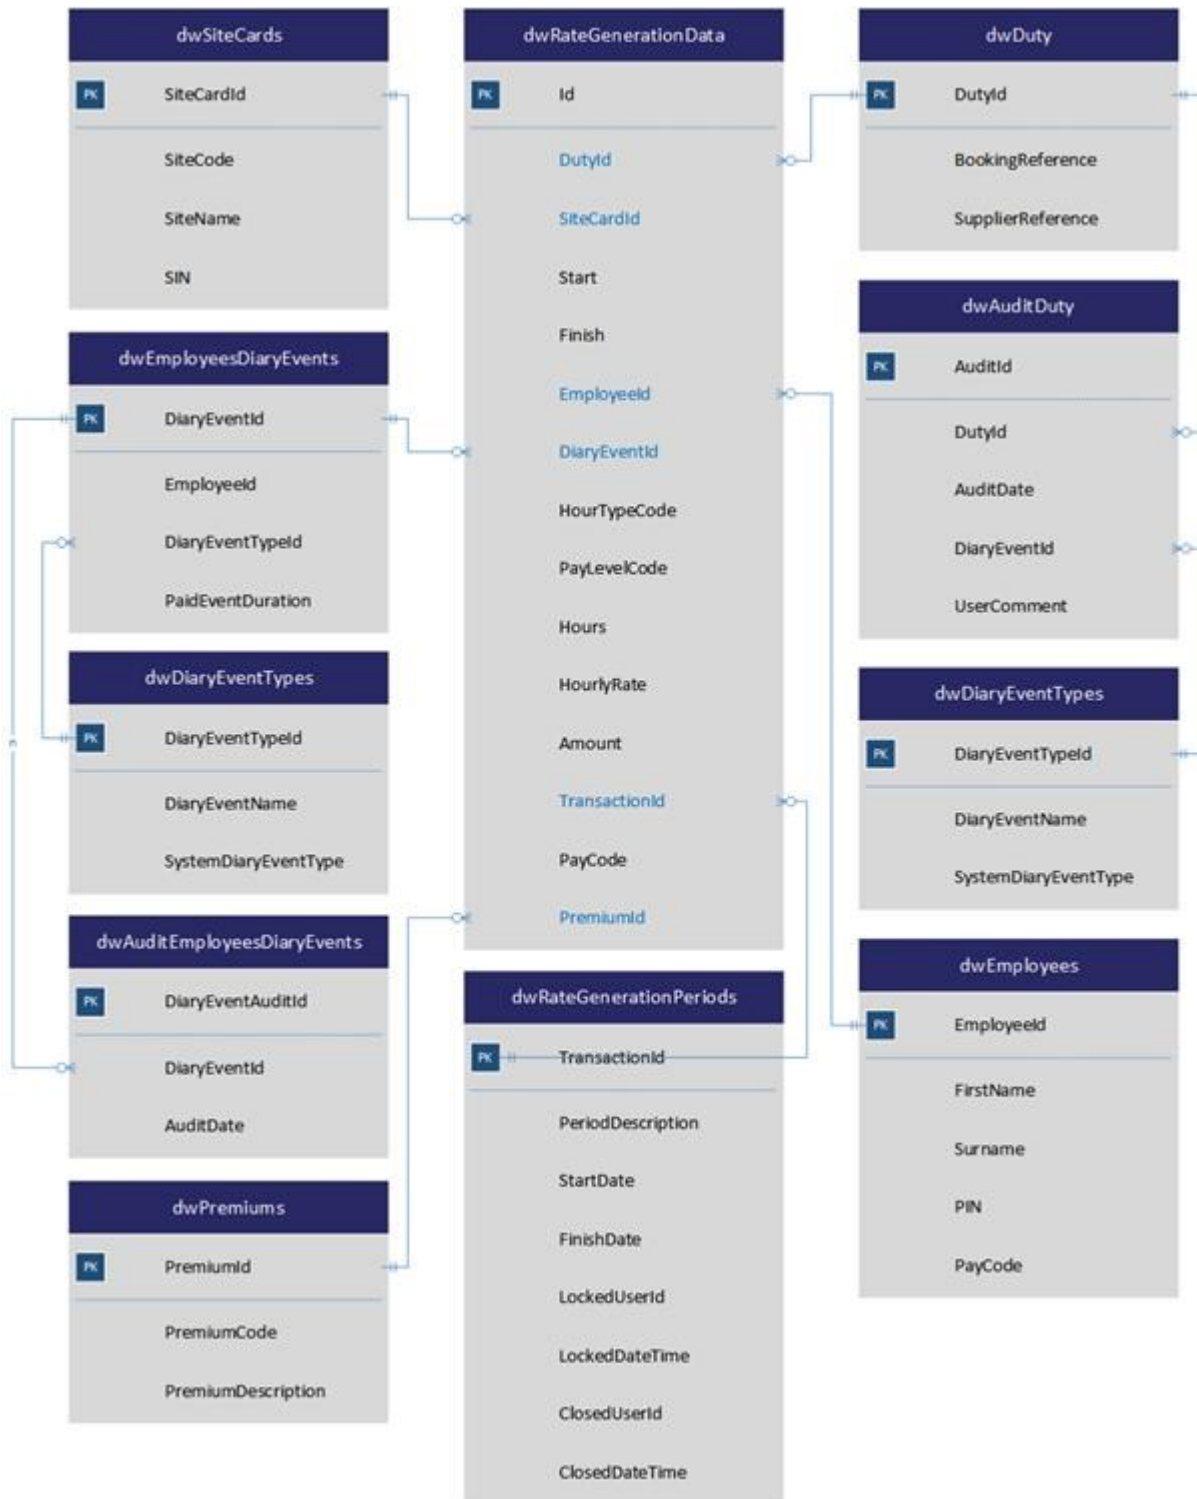 dwSiteCards
PK SiteCardId
SiteCode
SiteName
SIN
dwEmployeesDiaryEvents
PK DiaryEventId
EmployeeId
DiaryEventTypeId
PaidEventDuration
dwDiaryEventTypes
PK DiaryEventTypeId
DiaryEventName
SystemDiaryEventType
dwAuditEmployeesDiaryEvents
PK DiaryEventAuditId
DiaryEventId
AuditDate
dwPremiums
PK PremiumId
PremiumCode
PremiumDescription
dwRateGenerationData
PK Id
DutyId
SiteCardId
Start
Finish
EmployeeId
DiaryEventId
HourTypeCode
PayLevelCode
Hours
HourlyRate
Amount
TransactionId
PayCode
PremiumId
dwRateGenerationPeriods
PK TransactionId
PeriodDescription
StartDate
FinishDate
LockedUserId
LockedDateTime
ClosedUserId
ClosedDateTime
dwDuty
PK DutyId
BookingReference
SupplierReference
dwAuditDuty
PK AuditId
DutyId
AuditDate
DiaryEventId
UserComment
dwDiaryEventTypes
PK DiaryEventTypeId
DiaryEventName
SystemDiaryEventType
dwEmployees
PK EmployeeId
FirstName
Surname
PIN
PayCode